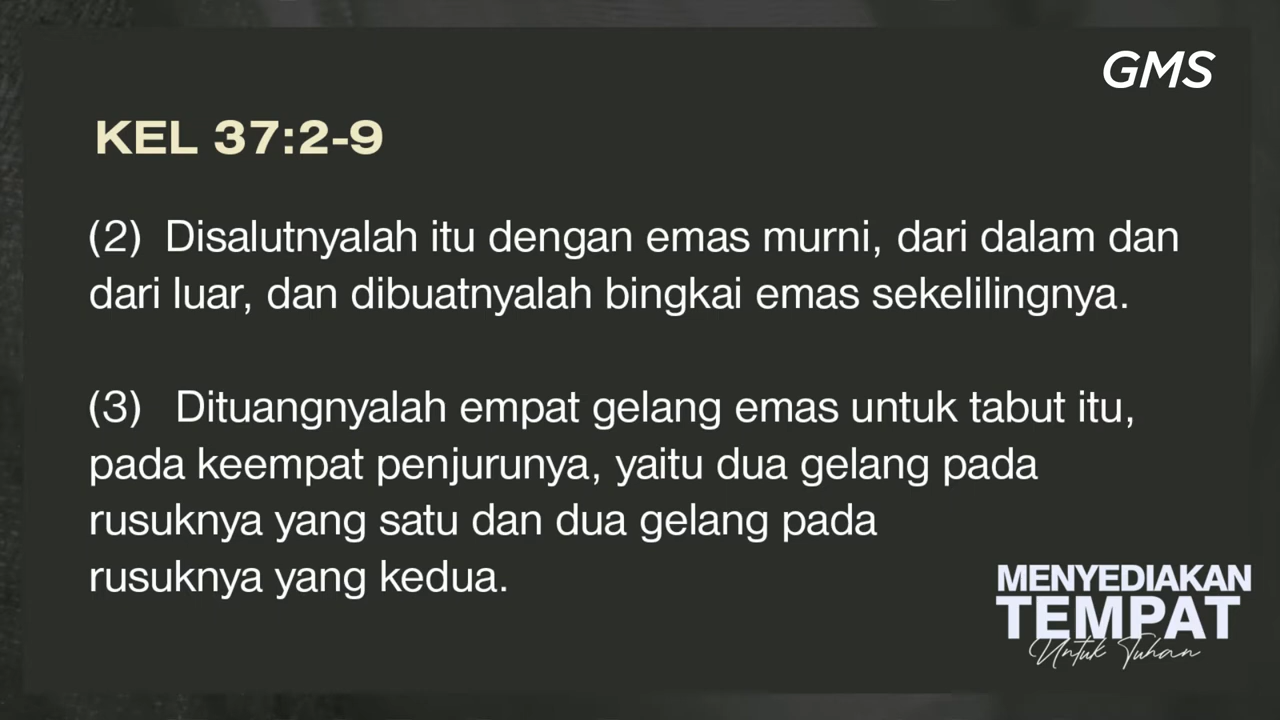 GMS
KEL 37:2-9
(2) Disalutnyalah itu dengan emas murni, dari dalam dan
dari luar, dan dibuatnyalah bingkai emas sekelilingnya.
(3) Dituangnyalah empat gelang emas untuk tabut itu,
pada keempat penjurunya, yaitu dua gelang pada
rusuknya yang satu dan dua gelang pada
rusuknya yang kedua.
MENYEDIAKAN
TEMPAT
Untuk Tuhan